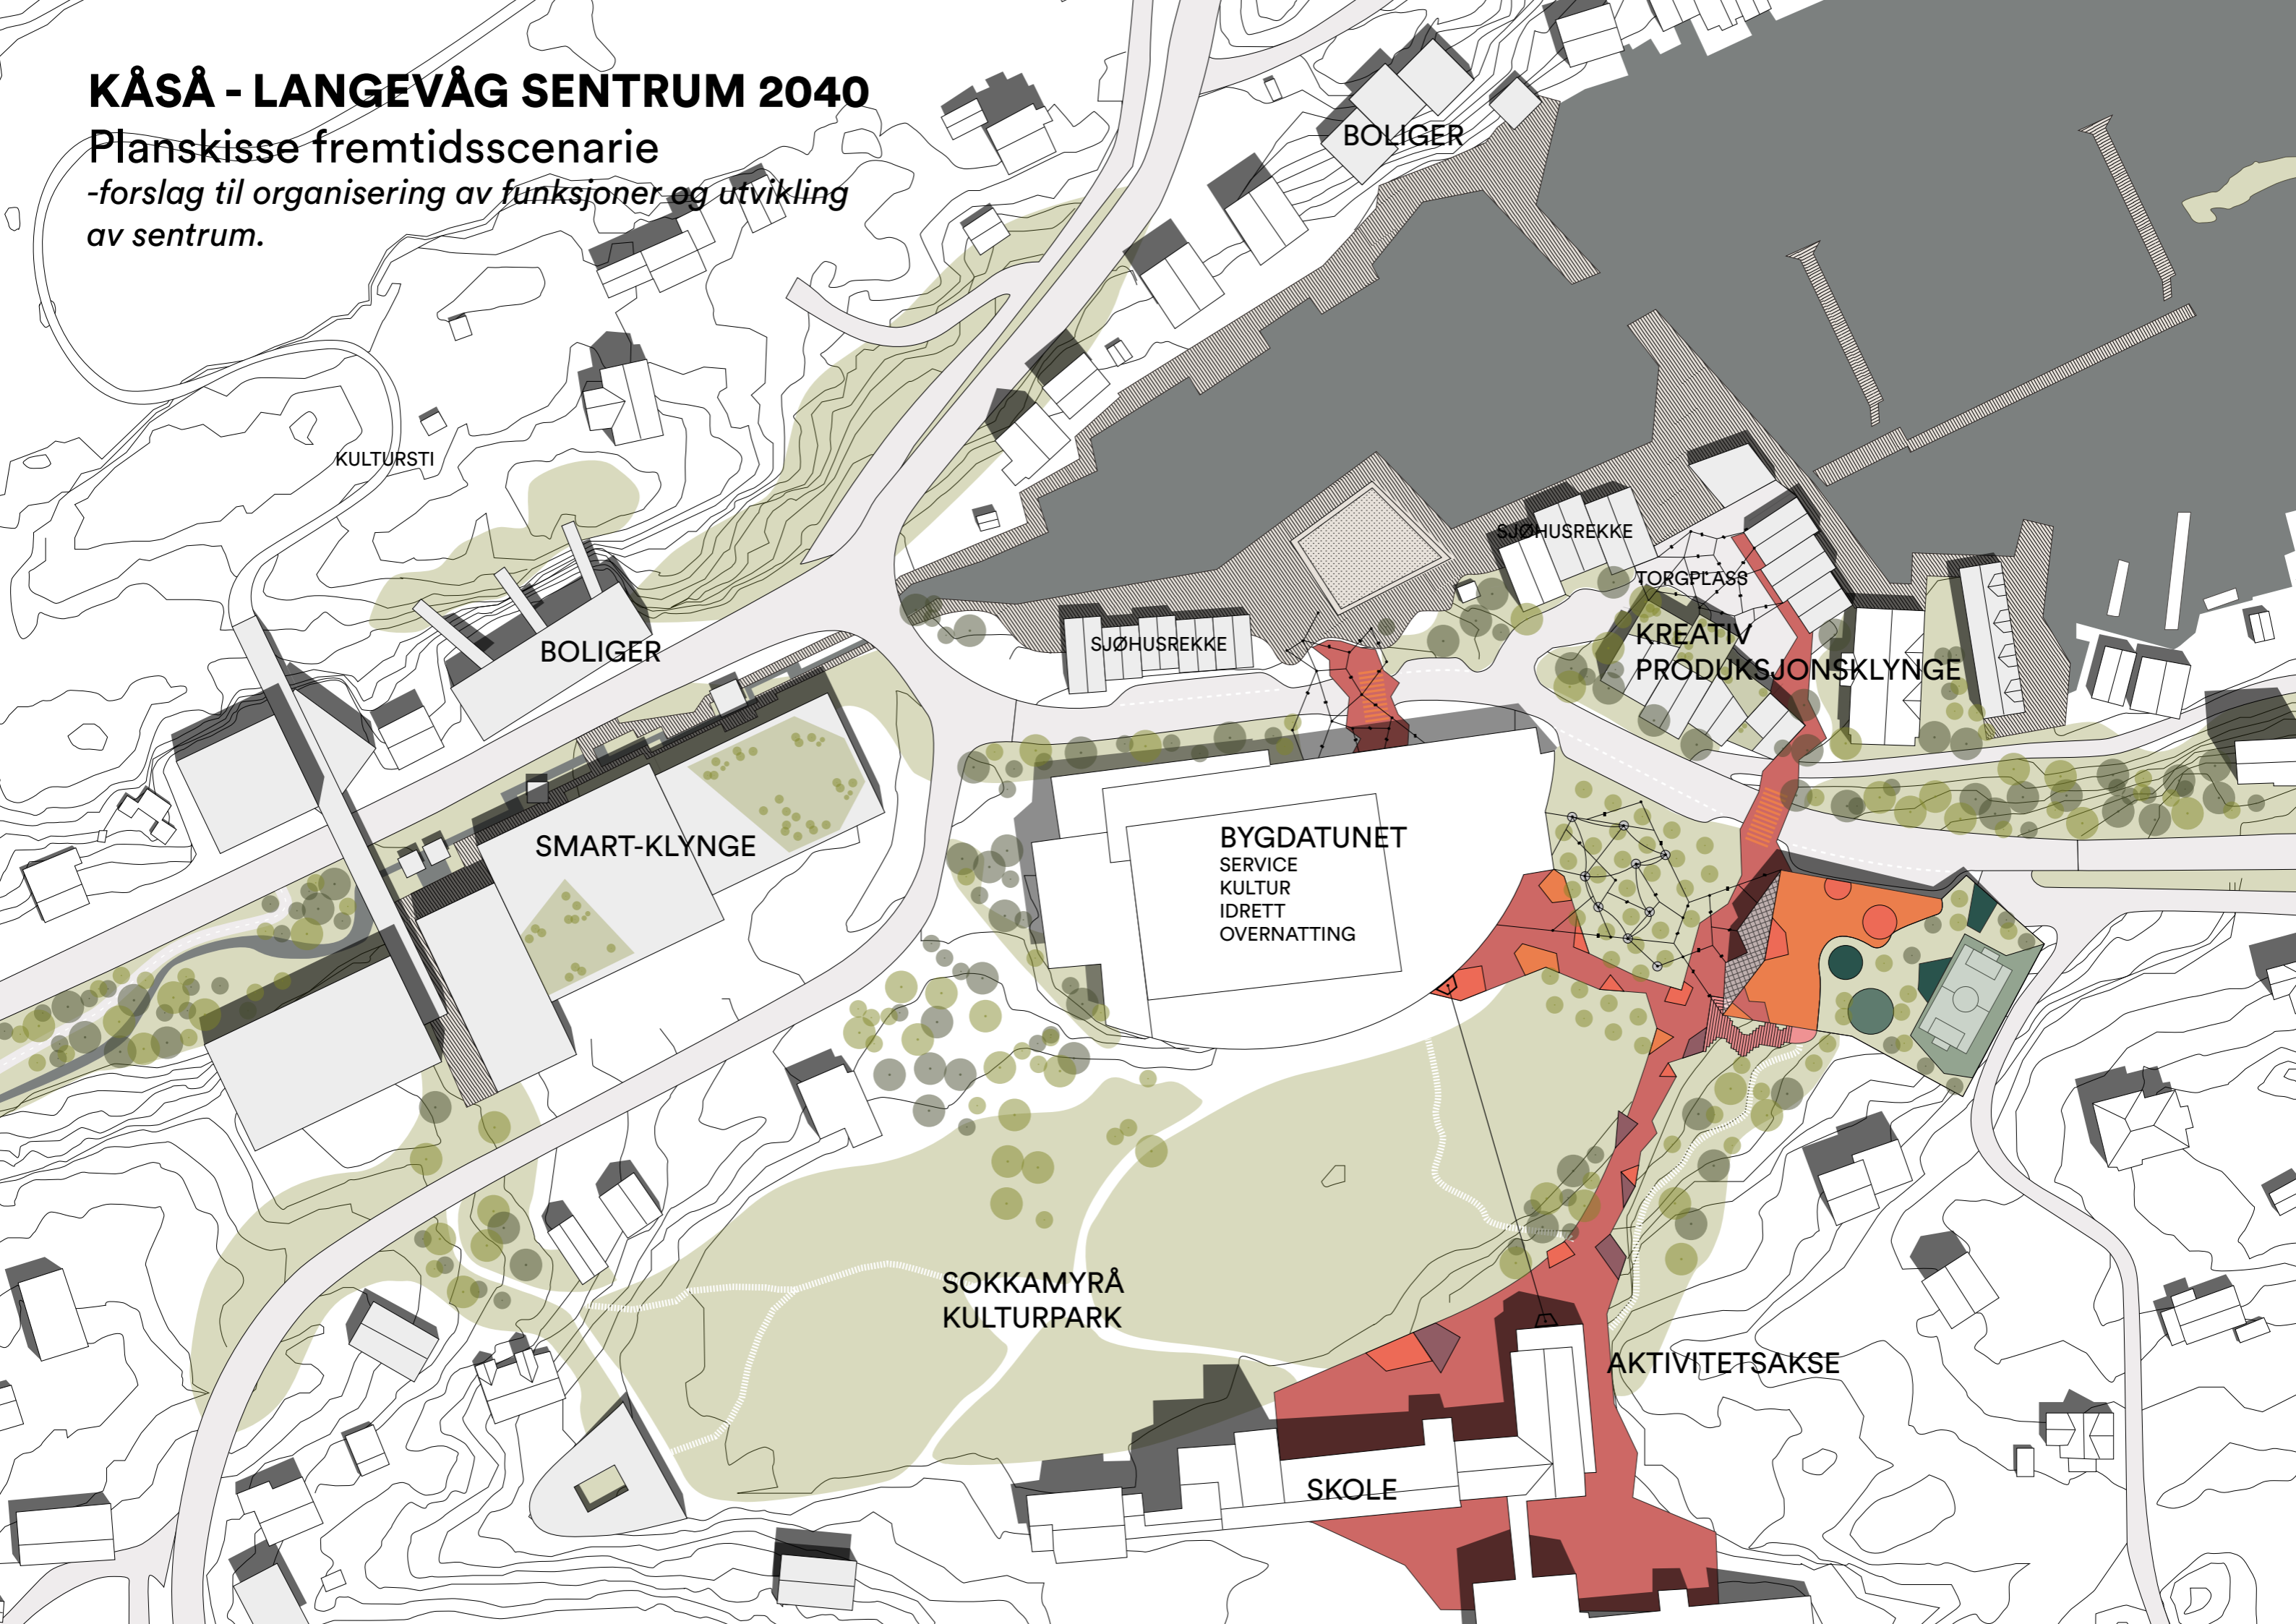 KÅSÅ - LANGEVÅG SENTRUM 2040
Planskisse fremtidsscenarie
-forslag til organisering av funksjoner og utvikling
av sentrum.
BOLIGER
KULTURSTI
SJØHUSREKKE
TORGPLASS
KREATIV
PRODUKSJONSKLYNGE
SJØHUSREKKE
BOLIGER
SMART-KLYNGE
BYGDATUNET
SERVICE
KULTUR
IDRETT
OVERNATTING
SOKKAMYRÅ
KULTURPARK
AKTIVITETSAKSE
SKOLE